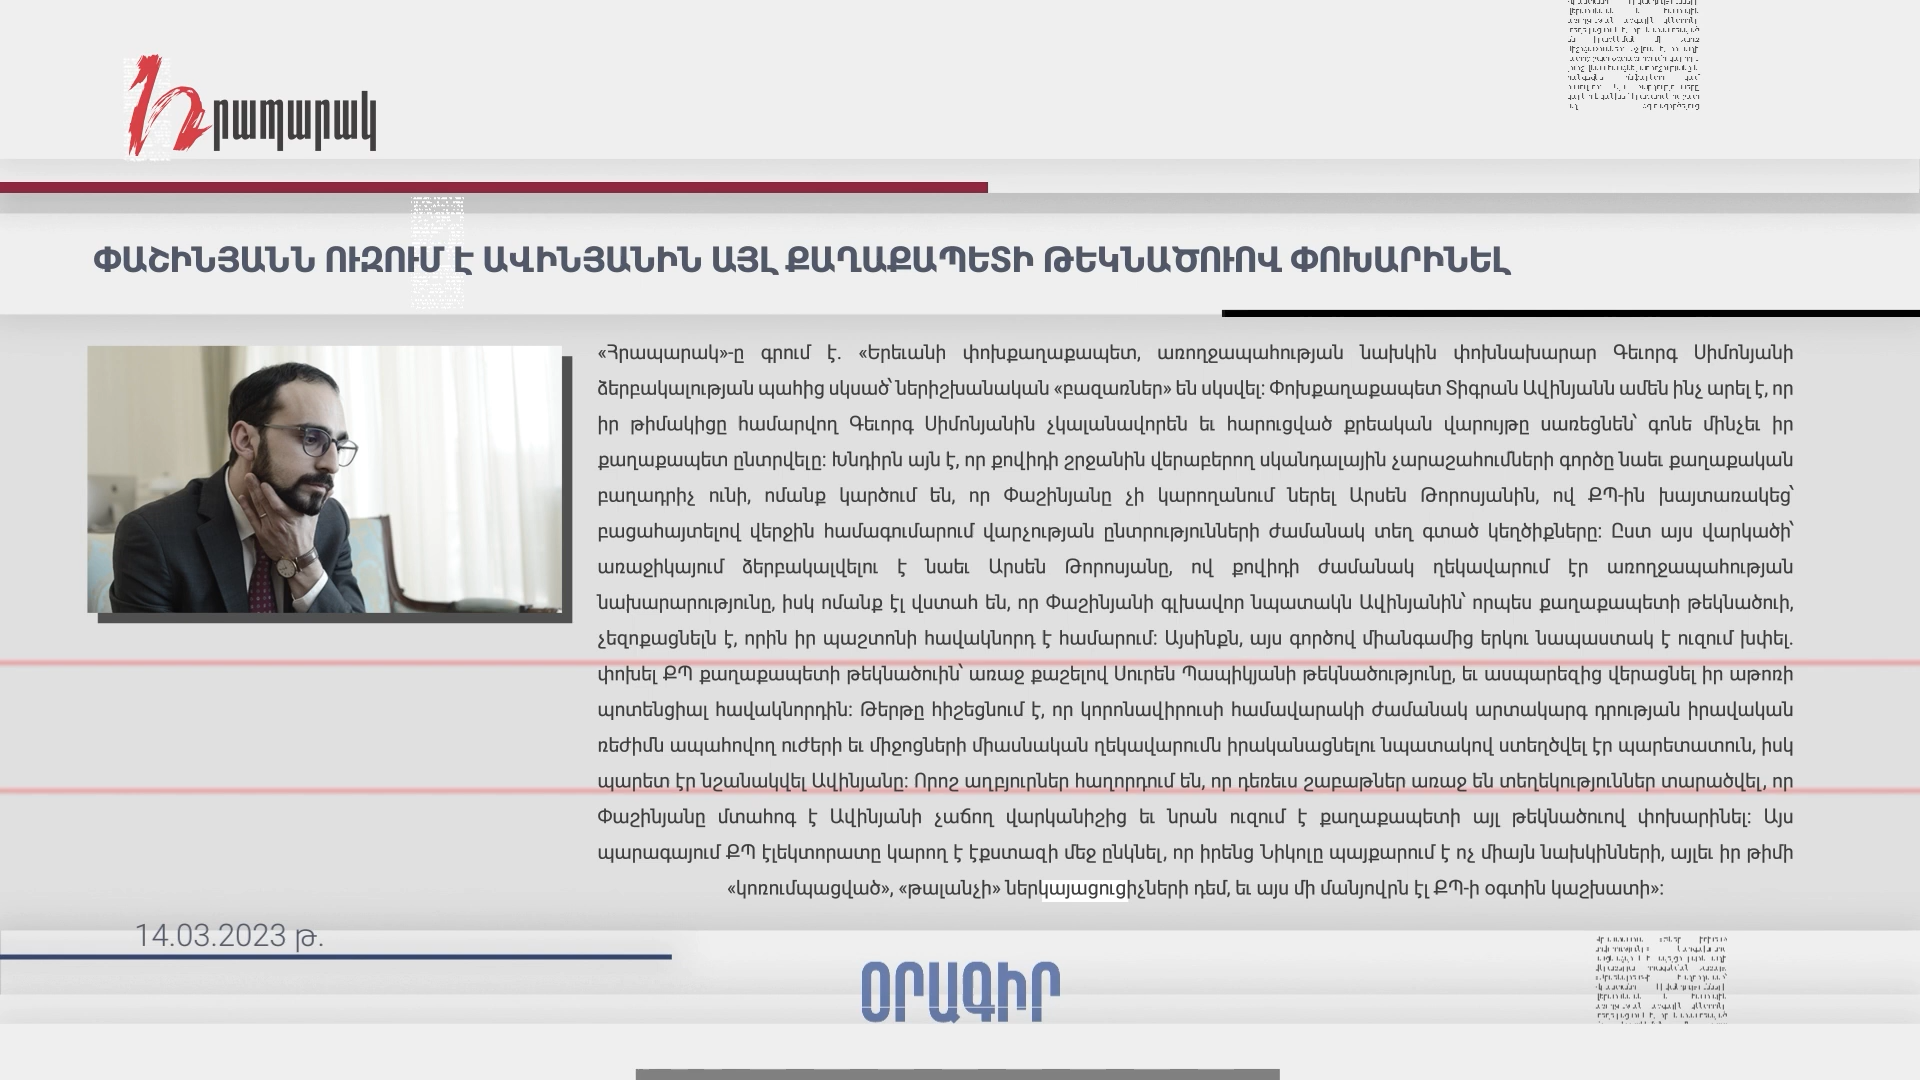 Հրապարակ
ՓԱՇԻՆՅԱՆՆ ՈՒԶՈՒՄ Է ԱՎԻՆՅԱՆԻՆ ԱՅԼ ՔԱՂԱՔԱՊԵՏԻ ԹԵԿՆԱԾՈՒՈՎ ՓՈԽԱՐԻՆԵԼ
«Հրապարակ»-ը գրում է. «Երեւանի փոխքաղաքապետ, առողջապահության նախկին փոխնախարար Գեւորգ Սիմոնյանի
ձերբակալության պահից սկսած՝ ներիշխանական «բազառներ» են սկսվել: Փոխքաղաքապետ Տիգրան Ավինյանն ամեն ինչ արել է, որ
իր թիմակիցը համարվող Գեւորգ Սիմոնյանին չկալանավորեն եւ հարուցված քրեական վարույթը սառեցնեն՝ գոնե մինչեւ իր
քաղաքապետ ընտրվելը: Խնդիրն այն է, որ քովիդի շրջանին վերաբերող սկանդալային չարաշահումների գործը նաեւ քաղաքական
բաղադրիչ ունի, ոմանք կարծում են, որ Փաշինյանը չի կարողանում ներել Արսեն Թորոսյանին, ով ՔՊ-ին խայտառակեց՝
բացահայտելով վերջին համագումարում վարչության ընտրությունների ժամանակ տեղ գտած կեղծիքները: Ըստ այս վարկածի՝
առաջիկայում ձերբակալվելու է նաեւ Արսեն Թորոսյանը, ով քովիդի ժամանակ ղեկավարում էր առողջապահության
նախարարությունը, իսկ ոմանք էլ վստահ են, որ Փաշինյանի գլխավոր նպատակն Ավինյանին՝ որպես քաղաքապետի թեկնածուի,
չեզոքացնելն է, որին իր պաշտոնի հավակնորդ է համարում: Այսինքն, այս գործով միանգամից երկու նապաստակ է ուզում խփել.
փոխել ՔՊ քաղաքապետի թեկնածուին՝ առաջ քաշելով Սուրեն Պապիկյանի թեկնածությունը, եւ ասպարեզից վերացնել իր աթոռի
պոտենցիալ հավակնորդին: Թերթը հիշեցնում է, որ կորոնավիրուսի համավարակի ժամանակ արտակարգ դրության իրավական
ռեժիմն ապահովող ուժերի եւ միջոցների միասնական ղեկավարումն իրականացնելու նպատակով ստեղծվել էր պարետատուն, իսկ
պարետ էր նշանակվել Ավինյանը: Որոշ աղբյուրներ հաղորդում են, որ դեռեւս շաբաթներ առաջ են տեղեկություններ տարածվել, որ
Փաշինյանը մտահոգ է Ավինյանի չաճող վարկանիշից եւ նրան ուզում է քաղաքապետի այլ թեկնածուով փոխարինել: Այս
պարագայում ՔՊ էլեկտորատը կարող է էքստազի մեջ ընկնել, որ իրենց Նիկոլը պայքարում է ոչ միայն նախկինների, այլեւ իր թիմի
«կոռումպացված», «թալանչի» ներկայացուցիչների դեմ, եւ այս մի մանյովրն էլ ՔՊ-ի օգտին կաշխատի»:
14.03.2023 թ.
ՕՐԱԳԻՐ